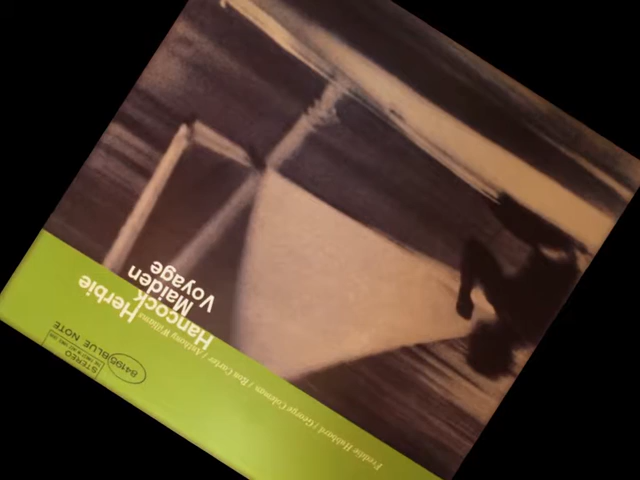 Herbie
Hancock
Maiden
Voyage
Freddie Hubbard / George Coleman / Ron Carter / Anthony Williams
84195/BLUE NOTE
STEREO